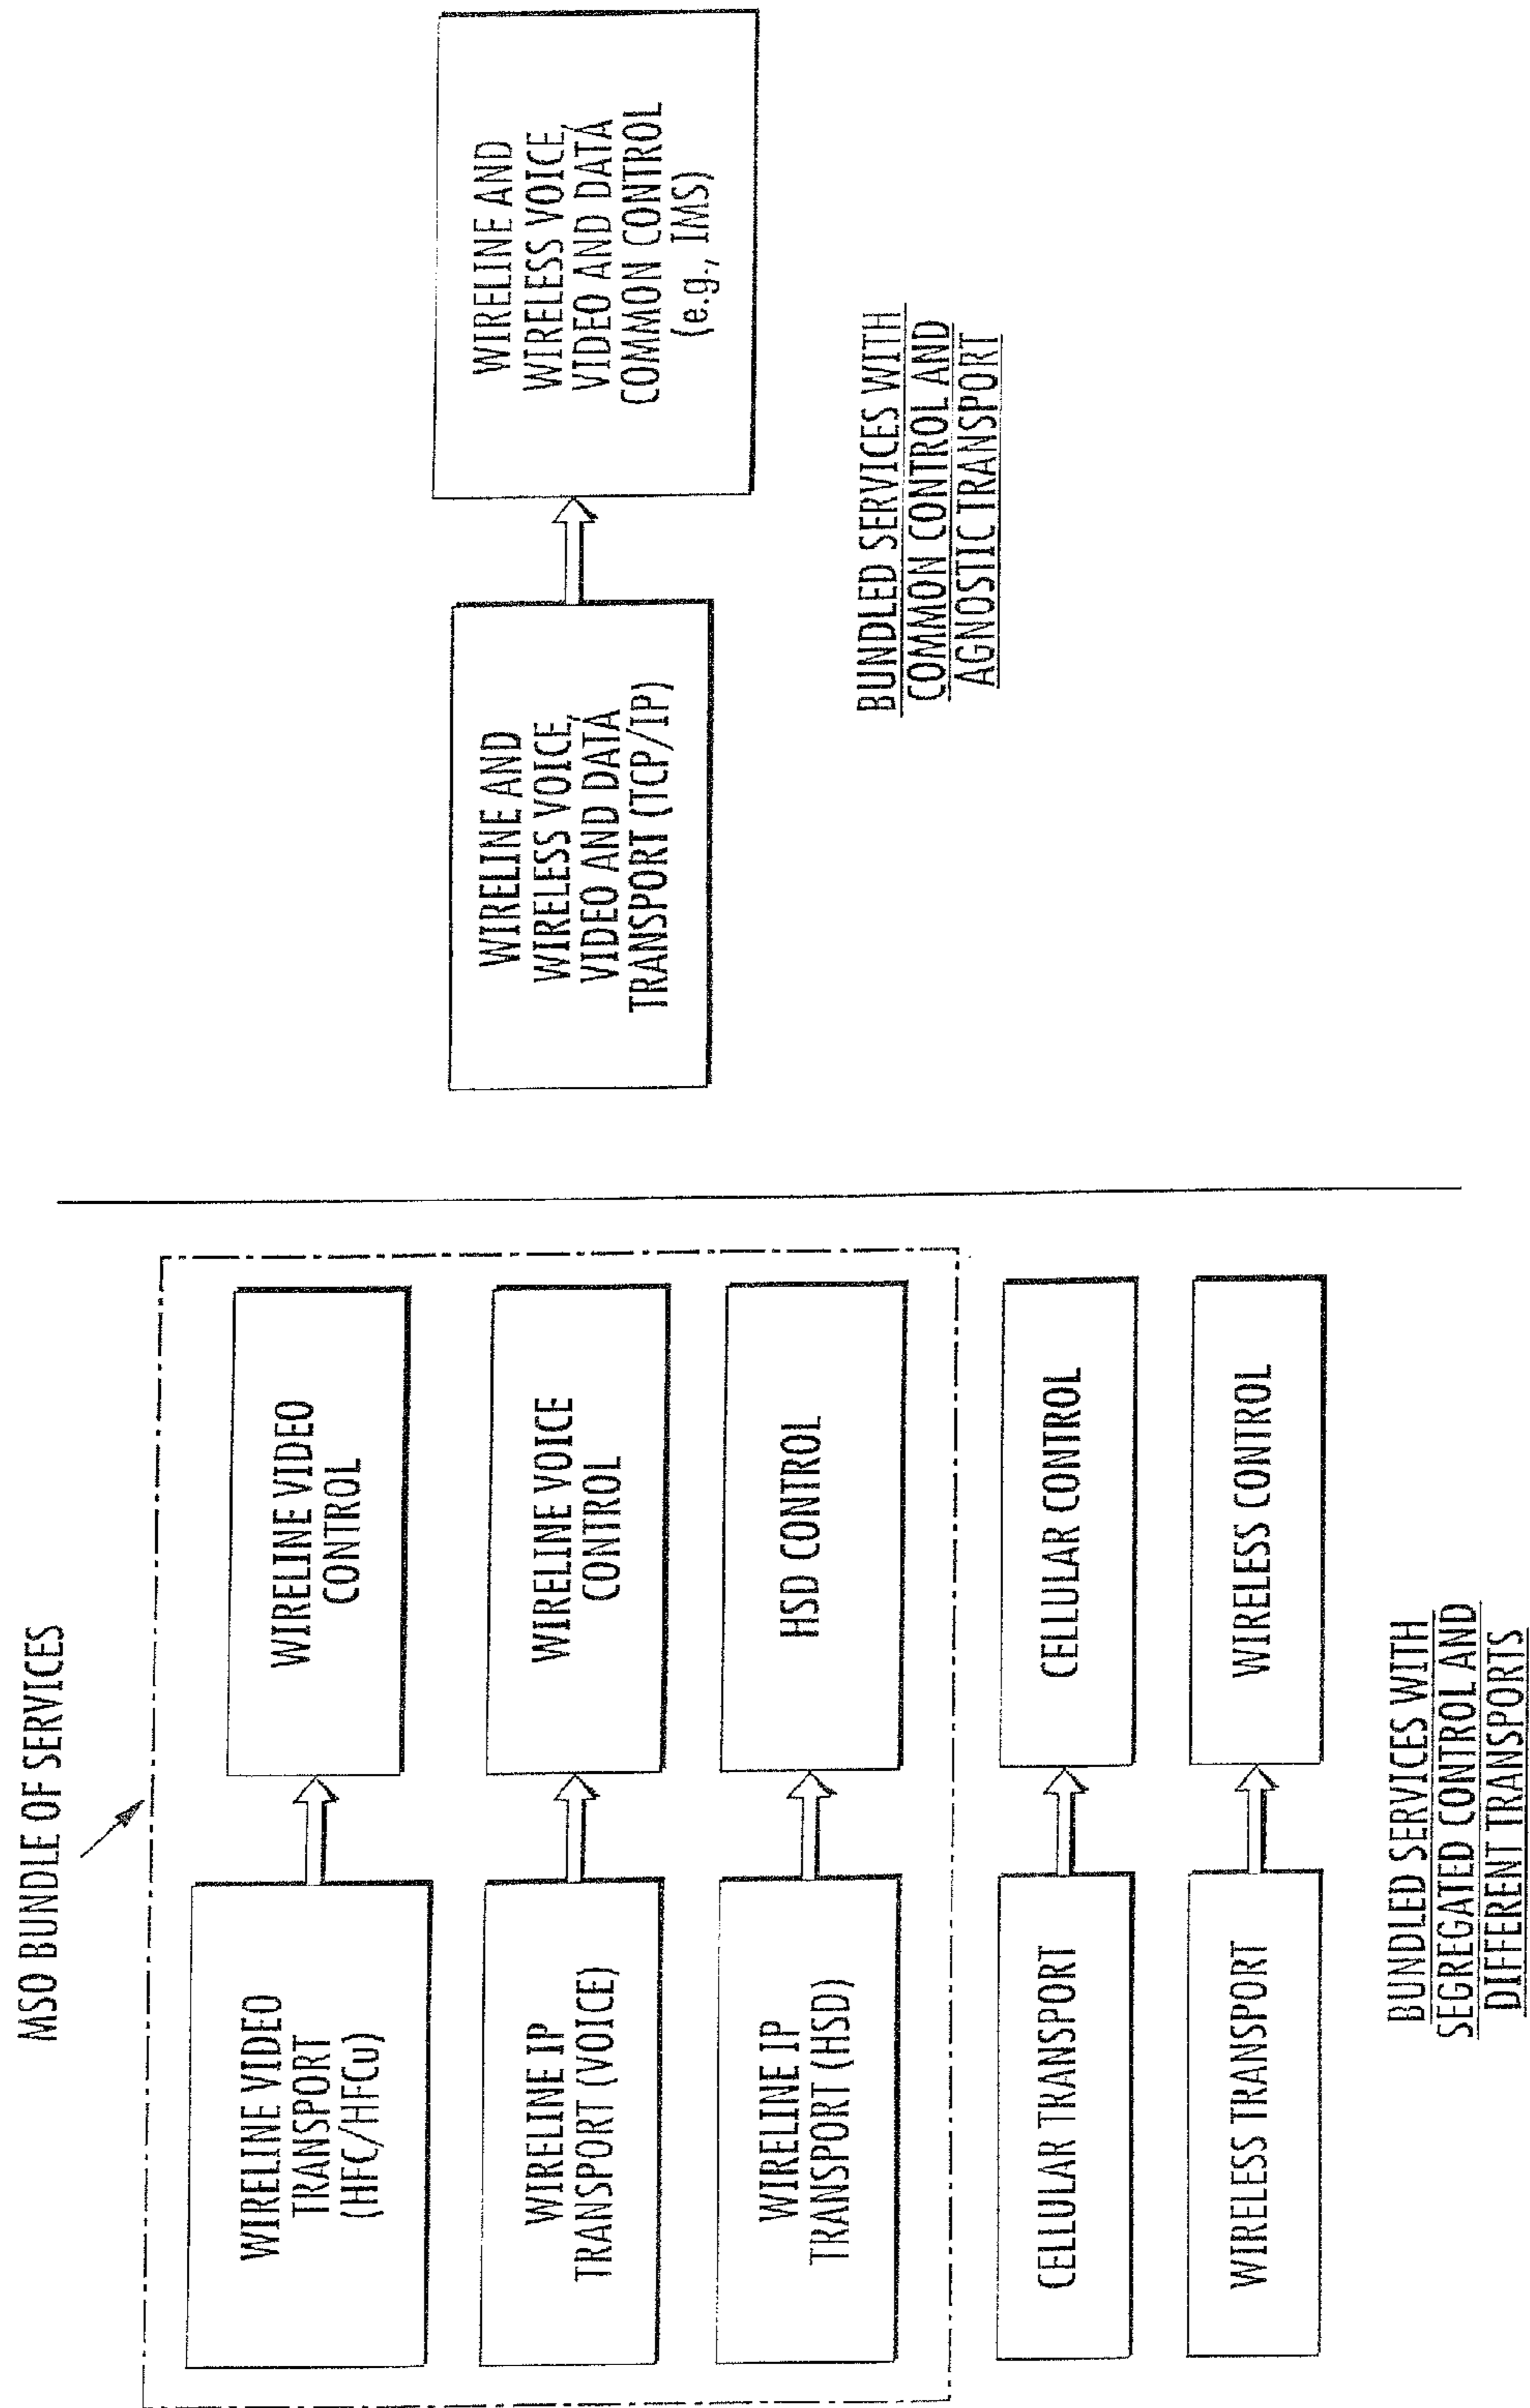 MSO BUNDLE OF SERVICES
WIRELINE VIDEO
TRANSPORT
(HFC/HFCu)
WIRELINE VIDEO
CONTROL
WIRELINE IP
TRANSPORT (VOICE)
WIRELINE VOICE
CONTROL
WIRELINE IP
TRANSPORT (HSD)
HSD CONTROL
CELLULAR TRANSPORT
CELLULAR CONTROL
WIRELESS TRANSPORT
WIRELESS CONTROL
BUNDLED SERVICES WITH
SEGREGATED CONTROL AND
DIFFERENT TRANSPORTS
WIRELINE AND
WIRELESS VOICE,
VIDEO AND DATA
TRANSPORT (TCP/IP)
WIRELINE AND
WIRELESS VOICE,
VIDEO AND DATA
COMMON CONTROL
(e.g., IMS)
BUNDLED SERVICES WITH
COMMON CONTROL AND
AGNOSTIC TRANSPORT